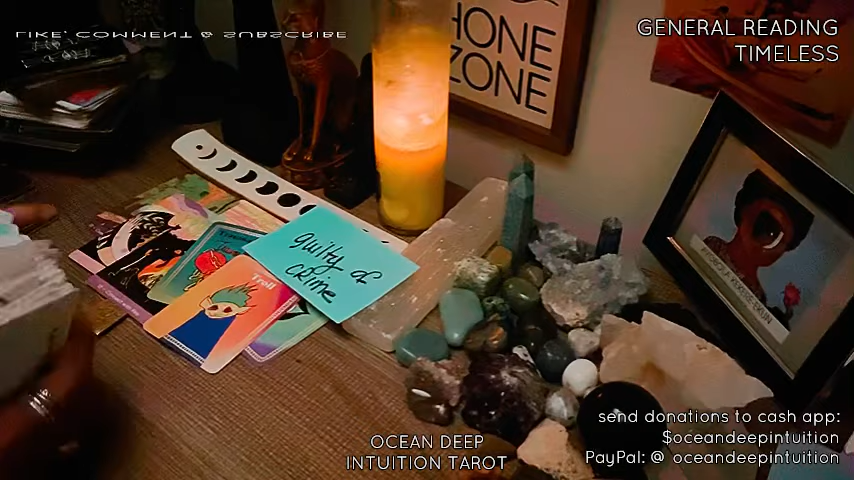 LIKE, COMMENT & SUBSCRIBE
GENERAL READING
TIMELESS
HONE
ZONE
guilty of
crime
Troll
OCEAN DEEP
INTUITION TAROT
send donations to cash app:
$oceandeepintuition
PayPal: @ oceandeepintuition